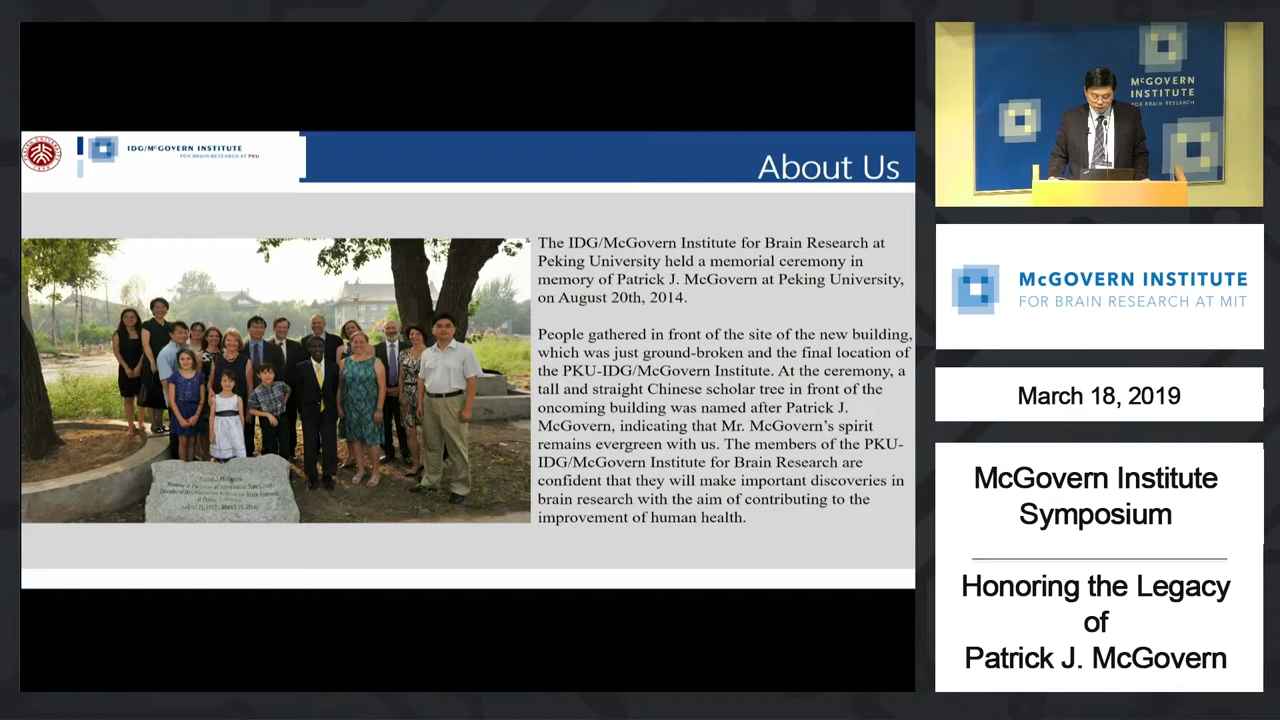 IDG/McGOVERN INSTITUTE
FOR BRAIN RESEARCH AT PKU
About Us
The IDG/McGovern Institute for Brain Research at
Peking University held a memorial ceremony in
memory of Patrick J. McGovern at Peking University,
on August 20th, 2014.
People gathered in front of the site of the new building,
which was just ground-broken and the final location of
the PKU-IDG/McGovern Institute. At the ceremony, a
tall and straight Chinese scholar tree in front of the
oncoming building was named after Patrick J.
McGovern, indicating that Mr. McGovern's spirit
remains evergreen with us. The members of the PKU-
IDG/McGovern Institute for Brain Research are
confident that they will make important discoveries in
brain research with the aim of contributing to the
improvement of human health.
Patrick J. McGovern
McGOVERN
INSTITUTE
FOR BRAIN RESEARCH
McGOVERN INSTITUTE
FOR BRAIN RESEARCH AT MIT
March 18, 2019
McGovern Institute
Symposium
Honoring the Legacy
of
Patrick J. McGovern